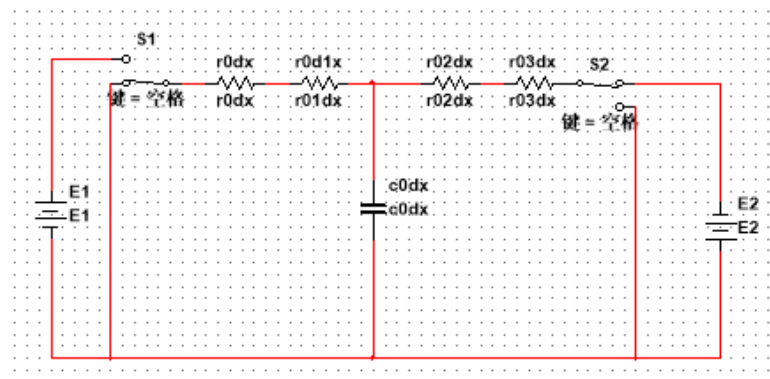 S1
r0dx
r0d1x
r02dx
r03dx
S2
键 = 空格
r0dx
r01dx
r02dx
r03dx
键 = 空格
E1
E1
c0dx
c0dx
E2
E2